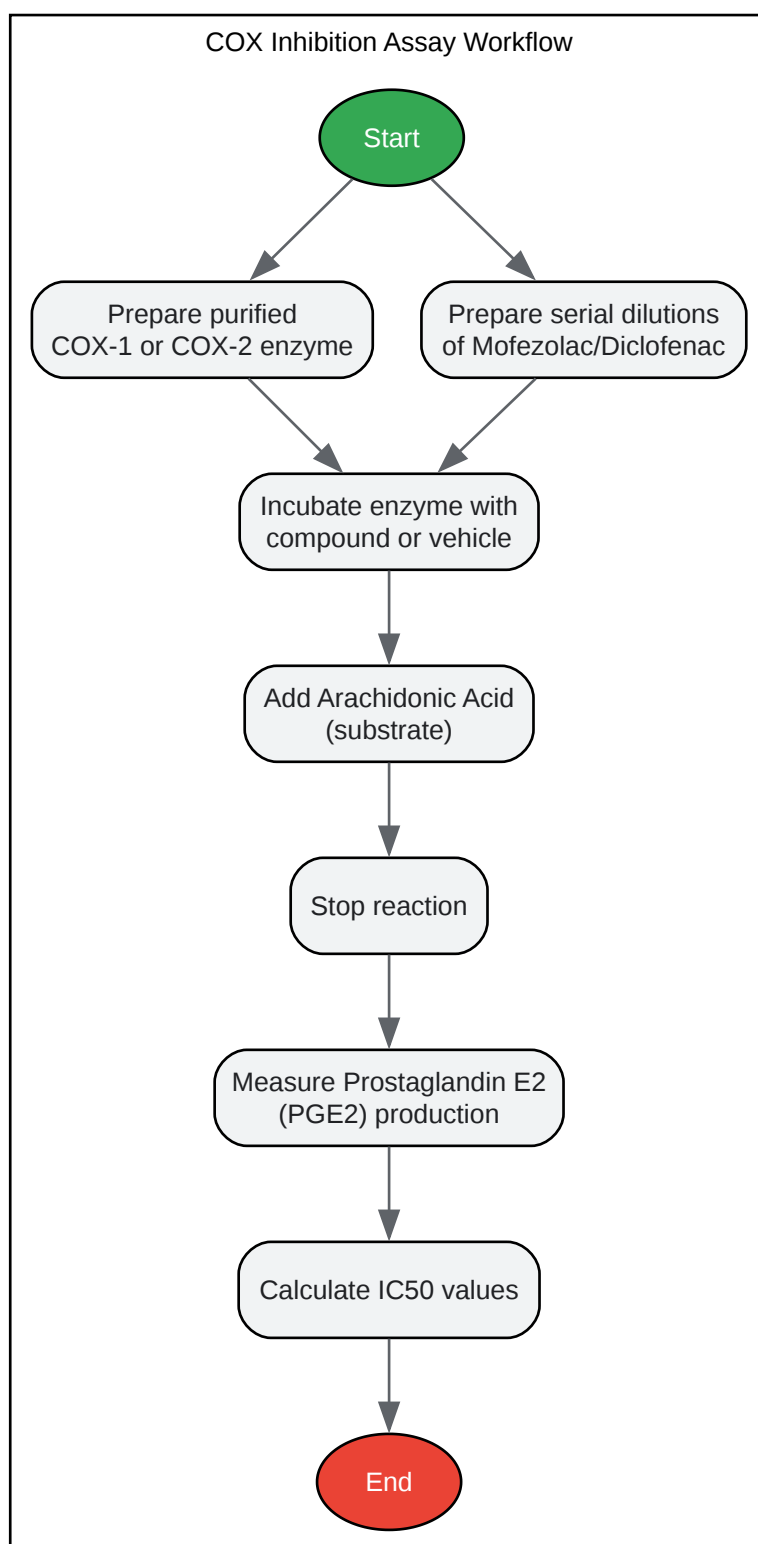 COX Inhibition Assay Workflow
Start
Prepare purified
COX-1 or COX-2 enzyme
Prepare serial dilutions
of Mofezolac/Diclofenac
Incubate enzyme with
compound or vehicle
Add Arachidonic Acid
(substrate)
Stop reaction
Measure Prostaglandin E2
(PGE2) production
Calculate IC50 values
End